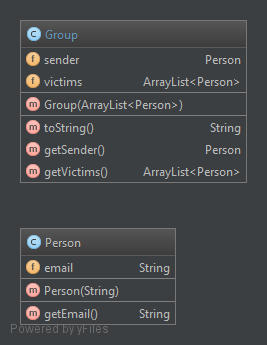 C Group
f sender Person
f victims ArrayList<Person>
m Group(ArrayList<Person>)
m toString() String
m getSender() Person
m getVictims() ArrayList<Person>
C Person
f email String
m Person(String)
m getEmail() String
Powered by yFiles